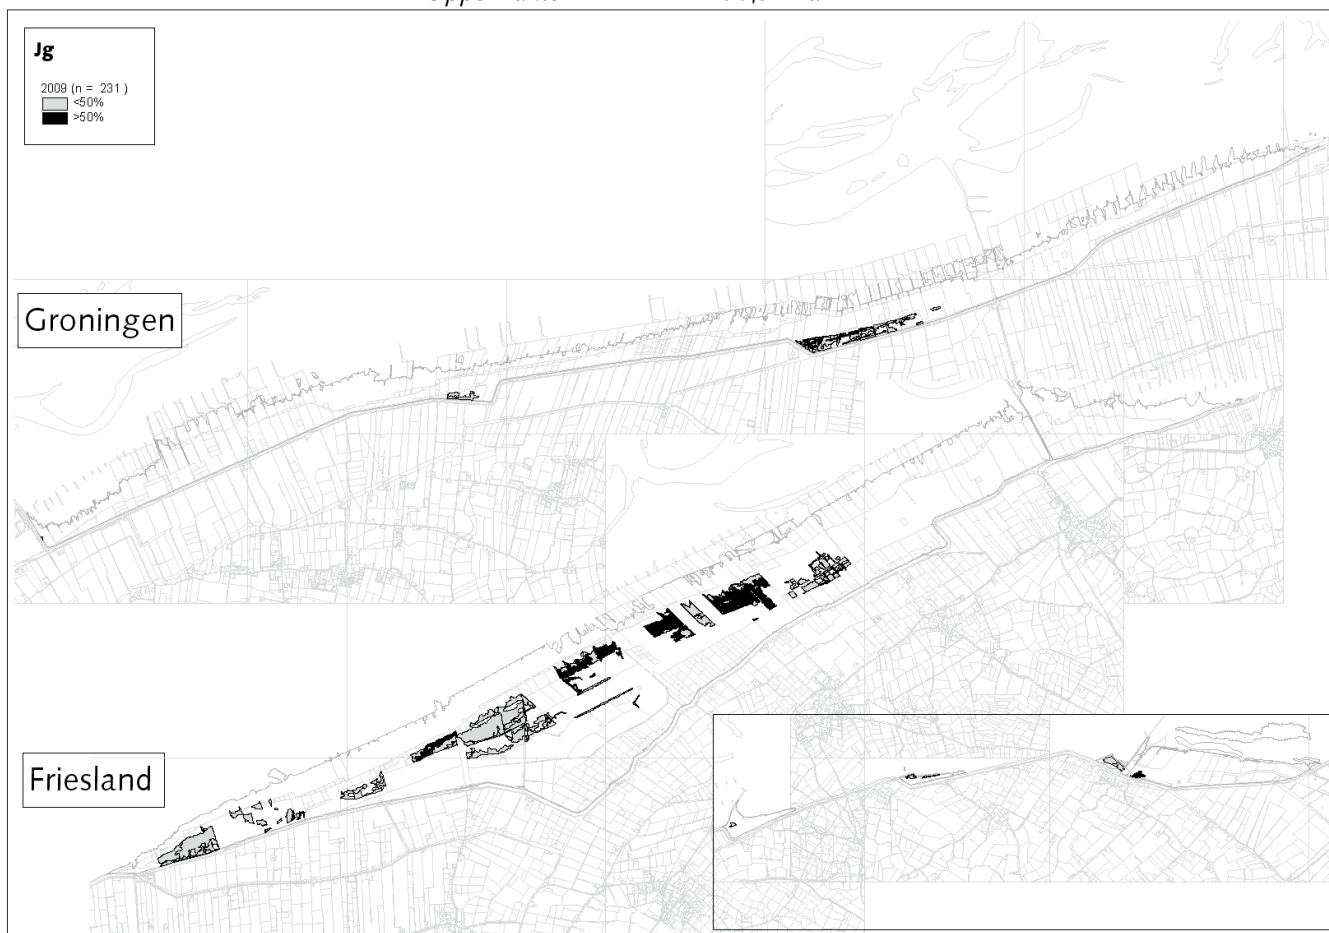 Jg
2009 (n = 231 )
<50%
>50%
Groningen
Friesland